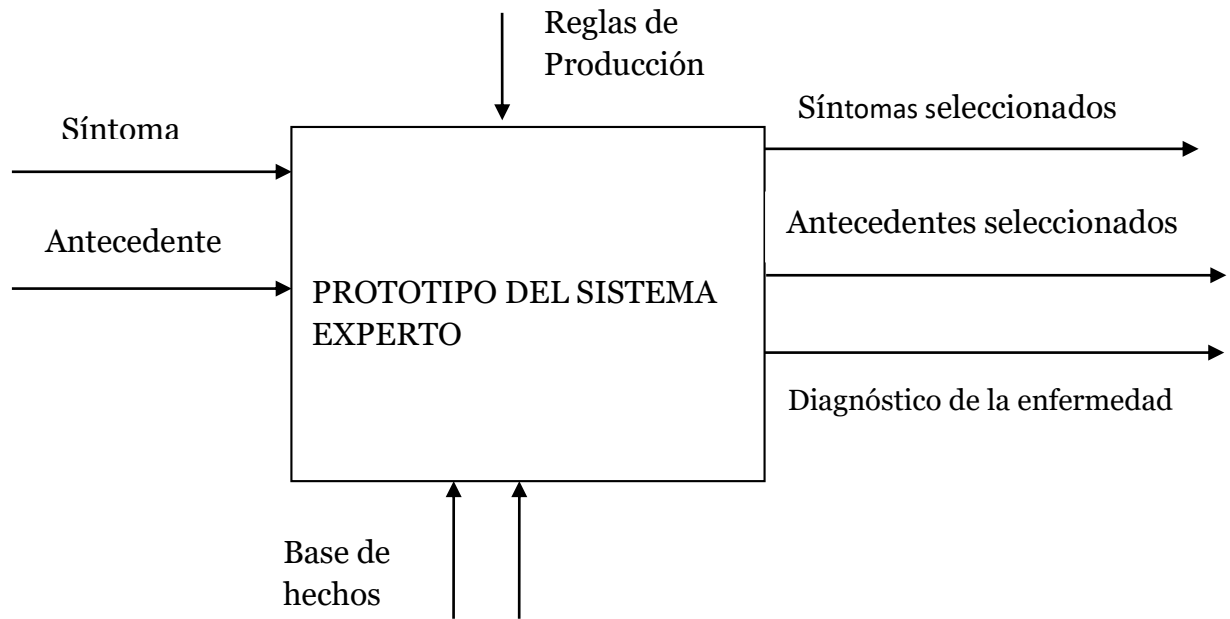 Reglas de
Producción
Síntomas seleccionados
Síntoma
Antecedentes seleccionados
Antecedente
PROTOTIPO DEL SISTEMA
EXPERTO
Diagnóstico de la enfermedad
Base de
hechos